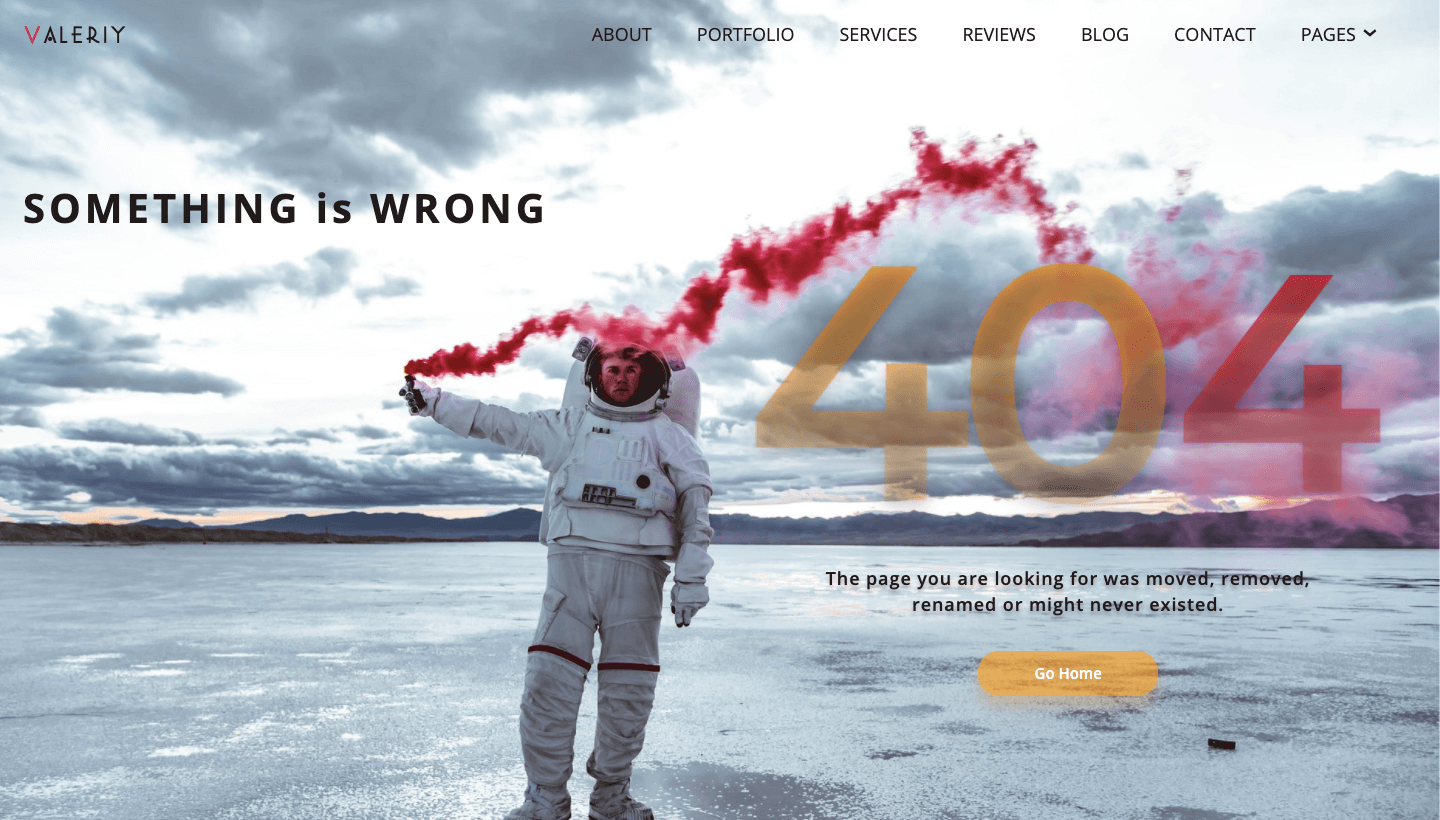 VALERIY
ABOUT PORTFOLIO SERVICES REVIEWS BLOG CONTACT PAGES
SOMETHING is WRONG
404
The page you are looking for was moved, removed,
renamed or might never existed.
Go Home